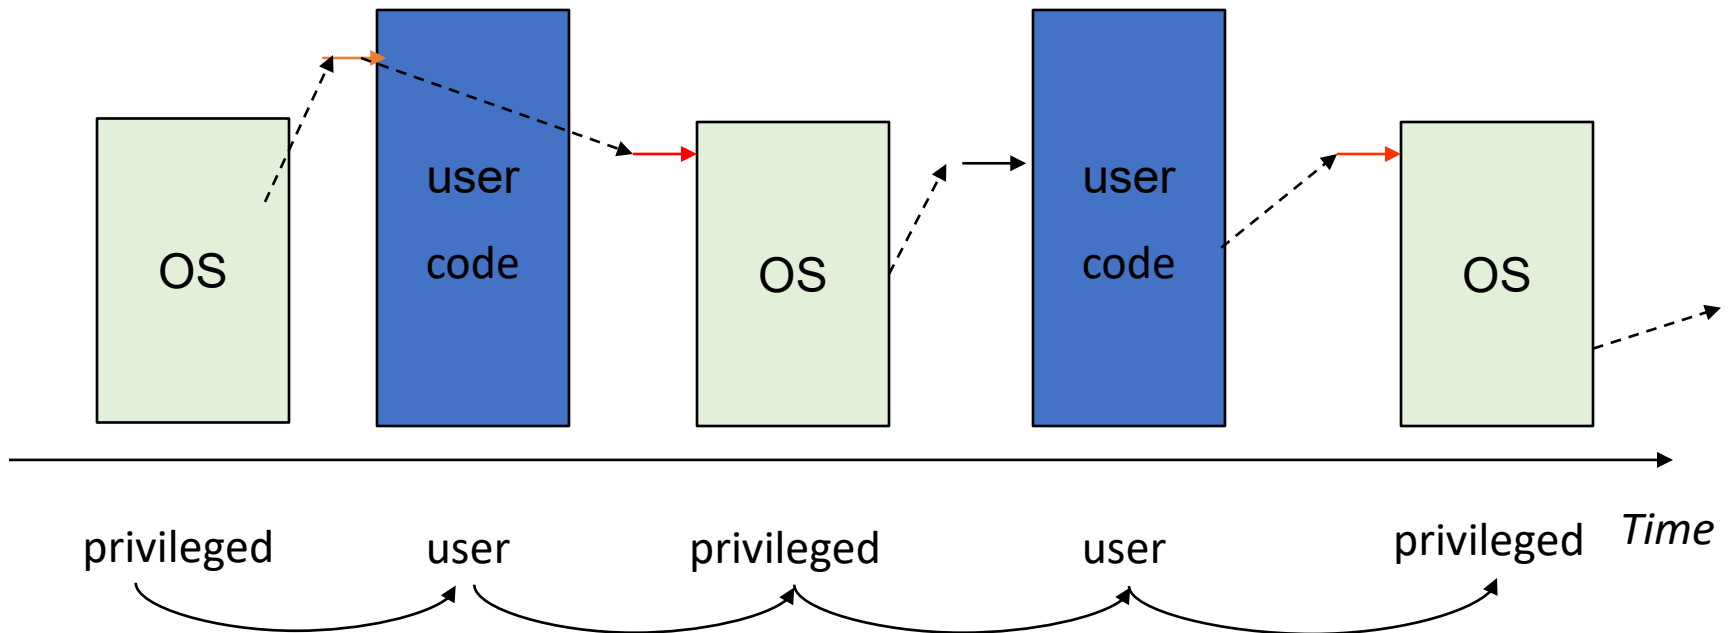 OS
user
code
OS
user
code
OS
privileged
user
privileged
user
privileged
Time